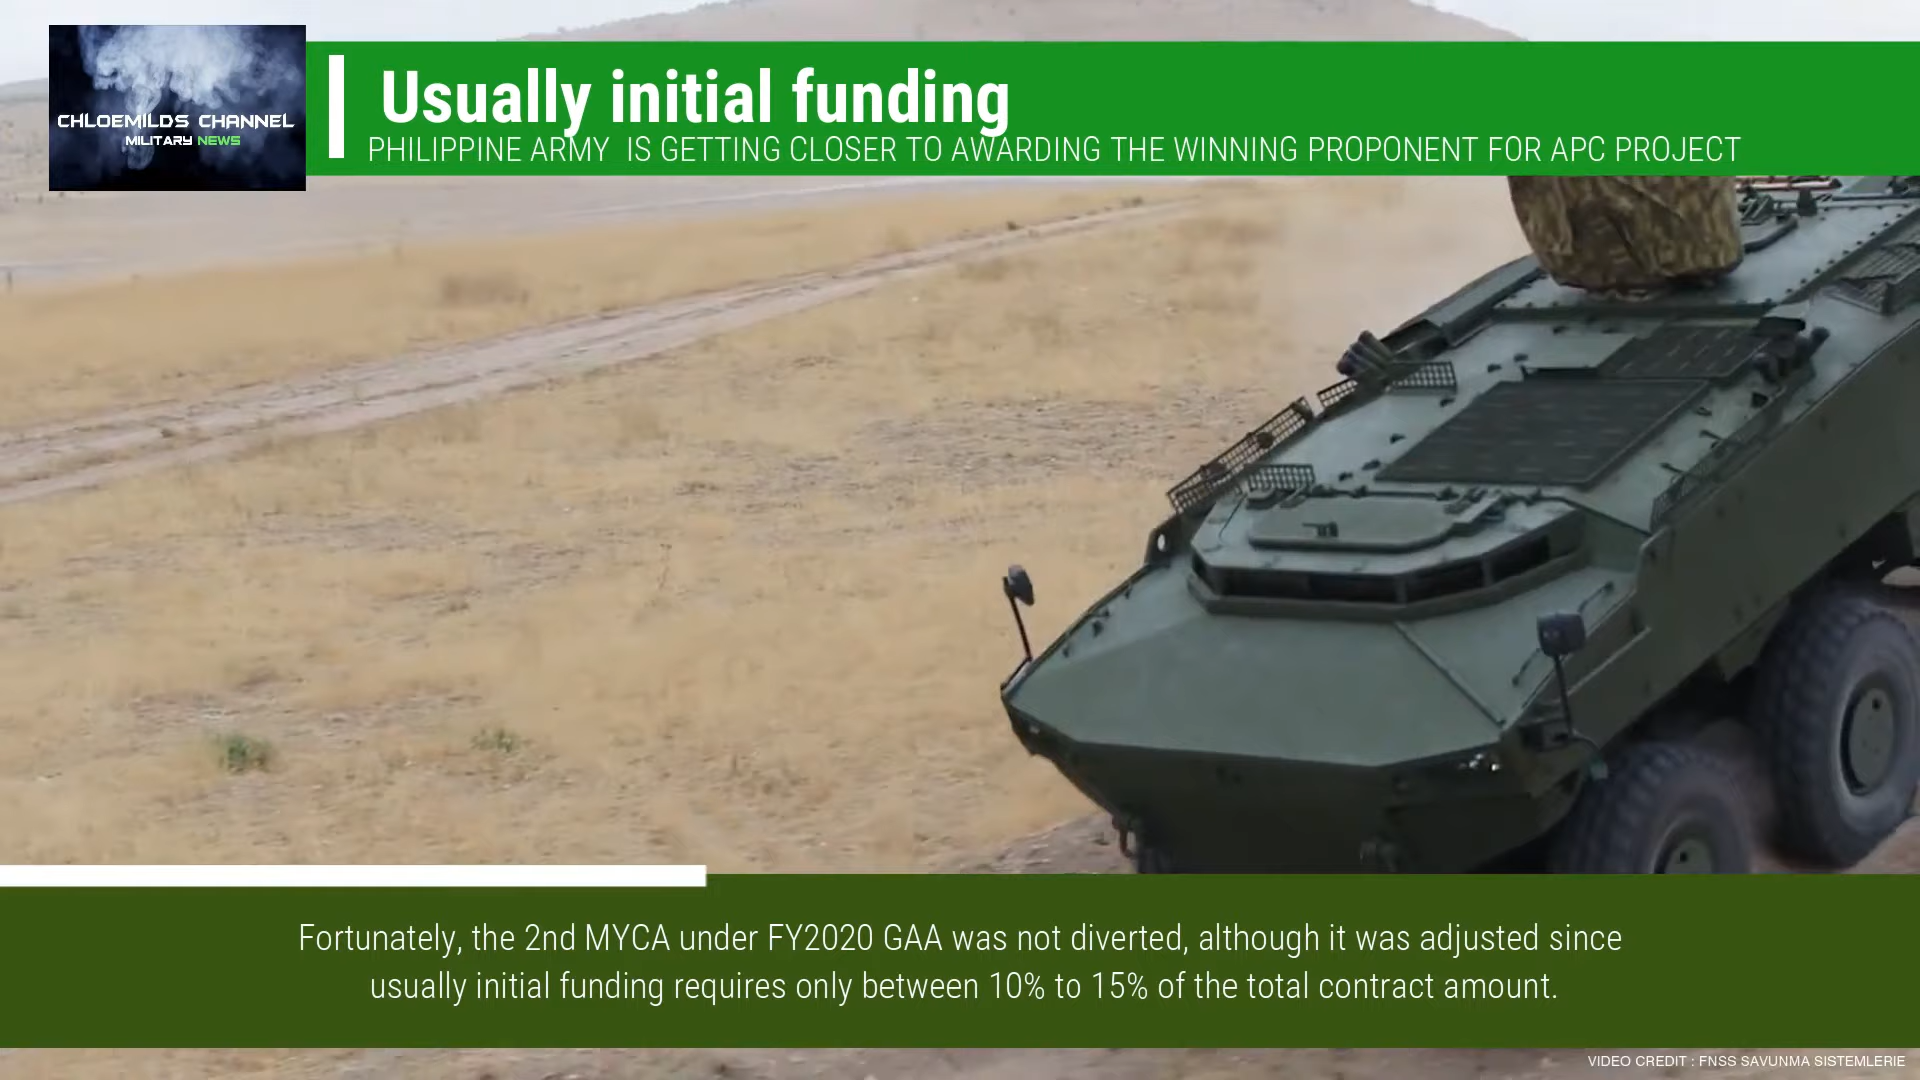 CHLOEMILDS CHANNEL
MILITARY NEWS
Usually initial funding
PHILIPPINE ARMY IS GETTING CLOSER TO AWARDING THE WINNING PROPONENT FOR APC PROJECT
Fortunately, the 2nd MYCA under FY2020 GAA was not diverted, although it was adjusted since
usually initial funding requires only between 10% to 15% of the total contract amount.
VIDEO CREDIT : FNSS SAVUNMA SISTEMLERIE